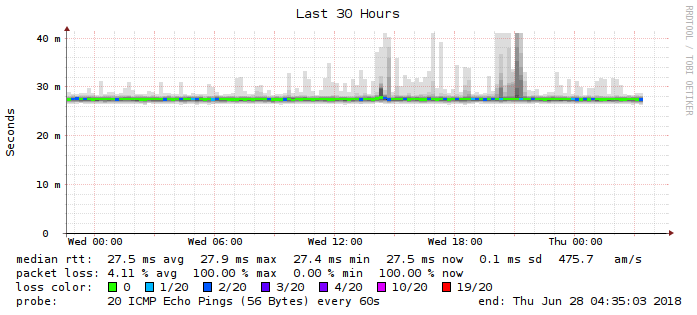 Last 30 Hours
RRDTOOL / TOBI OETIKER
Seconds
40 m
30 m
20 m
10 m
0
Wed 00:00 Wed 06:00 Wed 12:00 Wed 18:00 Thu 00:00
median rtt: 27.5 ms avg 27.9 ms max 27.4 ms min 27.5 ms now 0.1 ms sd 475.7 am/s
packet loss: 4.11 % avg 100.00 % max 0.00 % min 100.00 % now
loss color: 0 1/20 2/20 3/20 4/20 10/20 19/20
probe: 20 ICMP Echo Pings (56 Bytes) every 60s end: Thu Jun 28 04:35:03 2018